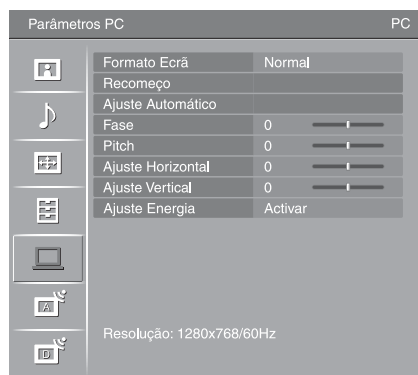 Parâmetros PC PC
Formato Ecrã Normal
Recomeço
Ajuste Automático
Fase 0
Pitch 0
Ajuste Horizontal 0
Ajuste Vertical 0
Ajuste Energia Activar
A
D
Resolução: 1280x768/60Hz